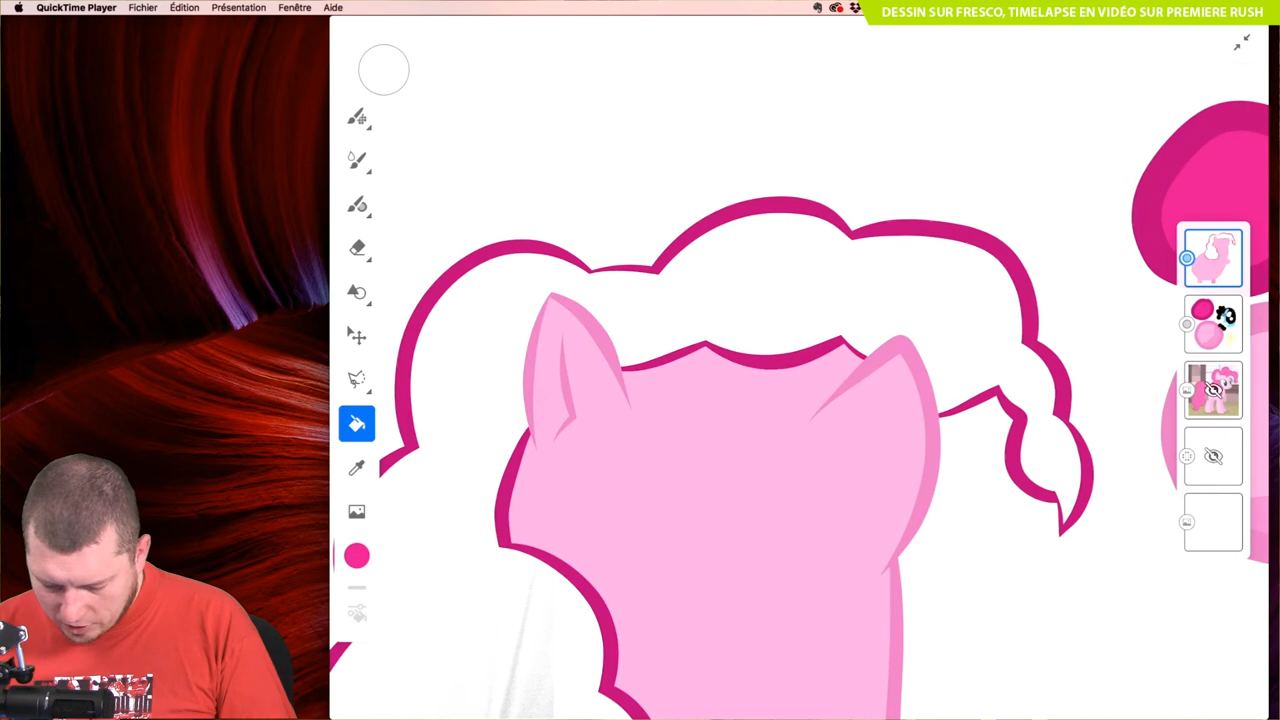 QuickTime Player Fichier Édition Présentation Fenêtre Aide
DESSIN SUR FRESCO, TIMELAPSE EN VIDÉO SUR PREMIERE RUSH